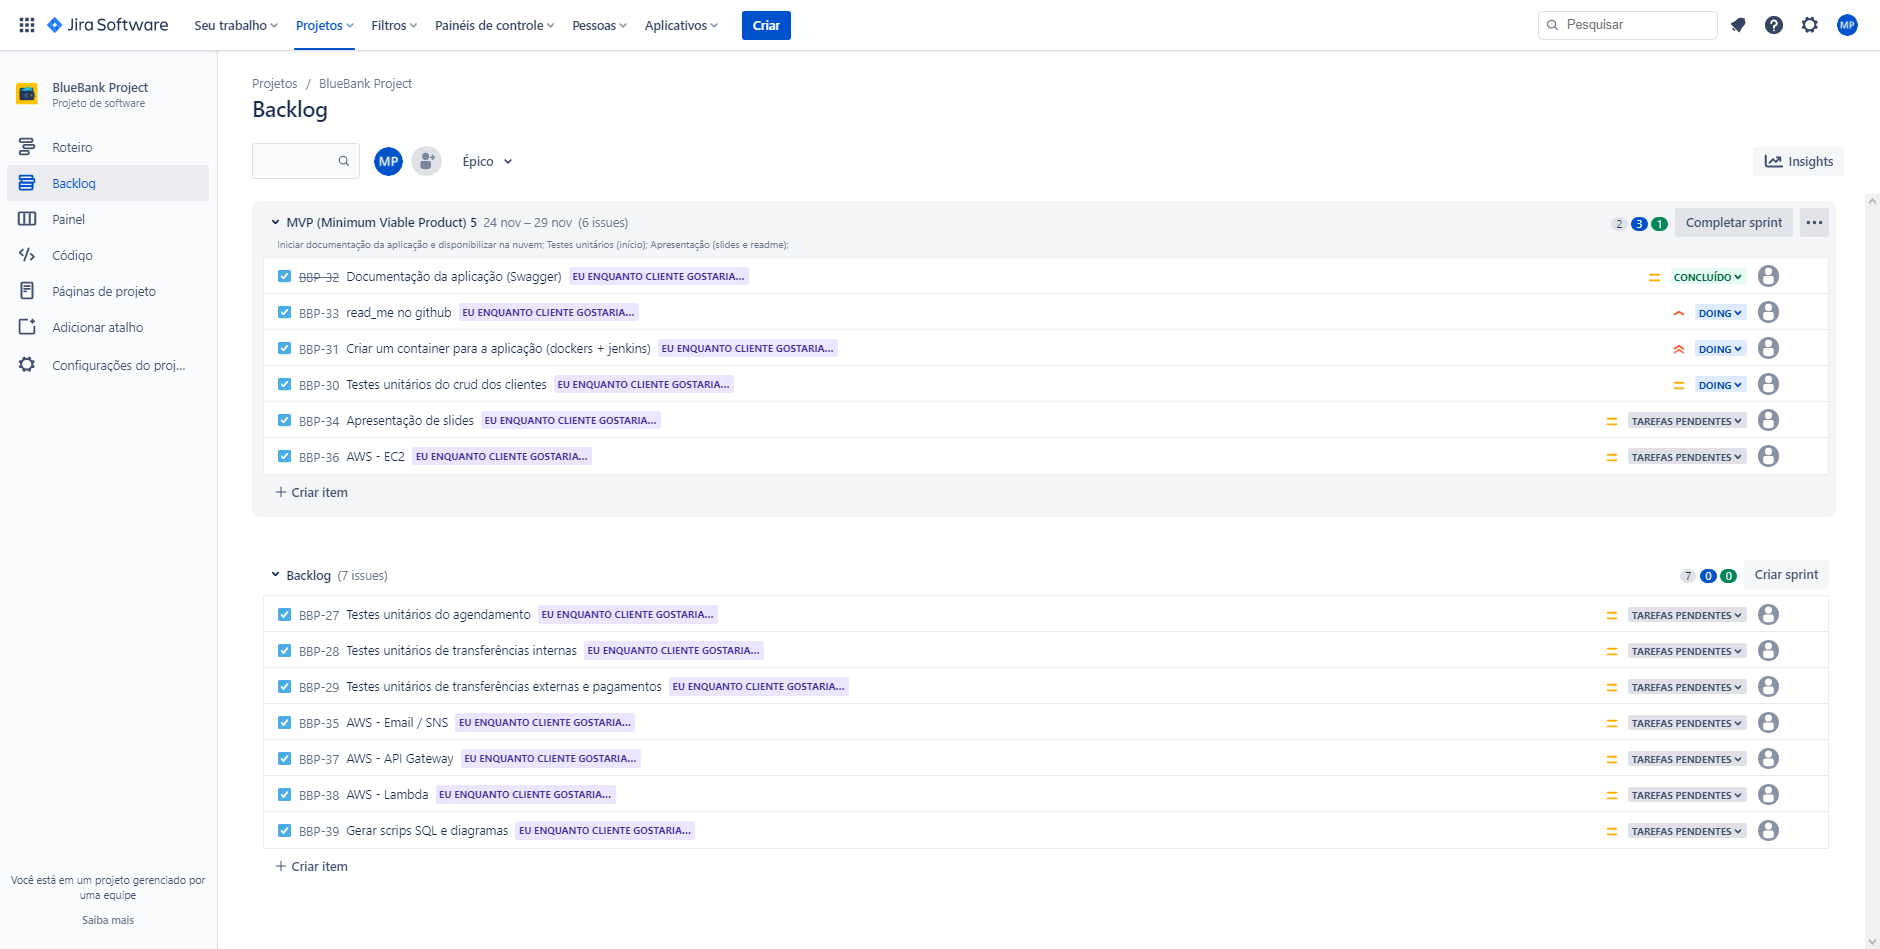 Jira Software Seu trabalho Projetos Filtros Painéis de controle Pessoas Aplicativos Criar Pesquisar MP
BlueBank Project
Projeto de software
Roteiro
Backlog
Painel
Código
Páginas de projeto
Adicionar atalho
Configurações do proj...
Você está em um projeto gerenciado por
uma equipe
Saiba mais
Projetos / BlueBank Project
Backlog
MP Épico Insights
MVP (Minimum Viable Product) 5 24 nov – 29 nov (6 issues) 2 3 1 Completar sprint
Iniciar documentação da aplicação e disponibilizar na nuvem; Testes unitários (início); Apresentação (slides e readme);
BBP-32 Documentação da aplicação (Swagger) EU ENQUANTO CLIENTE GOSTARIA... CONCLUÍDO
BBP-33 read_me no github EU ENQUANTO CLIENTE GOSTARIA... DOING
BBP-31 Criar um container para a aplicação (dockers + jenkins) EU ENQUANTO CLIENTE GOSTARIA... DOING
BBP-30 Testes unitários do crud dos clientes EU ENQUANTO CLIENTE GOSTARIA... DOING
BBP-34 Apresentação de slides EU ENQUANTO CLIENTE GOSTARIA... TAREFAS PENDENTES
BBP-36 AWS - EC2 EU ENQUANTO CLIENTE GOSTARIA... TAREFAS PENDENTES
+ Criar item
Backlog (7 issues) 7 0 0 Criar sprint
BBP-27 Testes unitários do agendamento EU ENQUANTO CLIENTE GOSTARIA... TAREFAS PENDENTES
BBP-28 Testes unitários de transferências internas EU ENQUANTO CLIENTE GOSTARIA... TAREFAS PENDENTES
BBP-29 Testes unitários de transferências externas e pagamentos EU ENQUANTO CLIENTE GOSTARIA... TAREFAS PENDENTES
BBP-35 AWS - Email / SNS EU ENQUANTO CLIENTE GOSTARIA... TAREFAS PENDENTES
BBP-37 AWS - API Gateway EU ENQUANTO CLIENTE GOSTARIA... TAREFAS PENDENTES
BBP-38 AWS - Lambda EU ENQUANTO CLIENTE GOSTARIA... TAREFAS PENDENTES
BBP-39 Gerar scrips SQL e diagramas EU ENQUANTO CLIENTE GOSTARIA... TAREFAS PENDENTES
+ Criar item